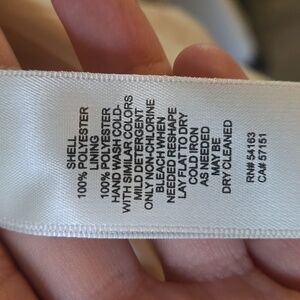 SHELL
100% POLYESTER
LINING
100% POLYESTER
HAND WASH COLD-
WITH SIMILAR COLORS
MILD DETERGENT
ONLY NON-CHLORINE
BLEACH WHEN
NEEDED RESHAPE
LAY FLAT TO DRY
COLD IRON
AS NEEDED
MAY BE
DRY CLEANED
RN# 54163
CA# 57151